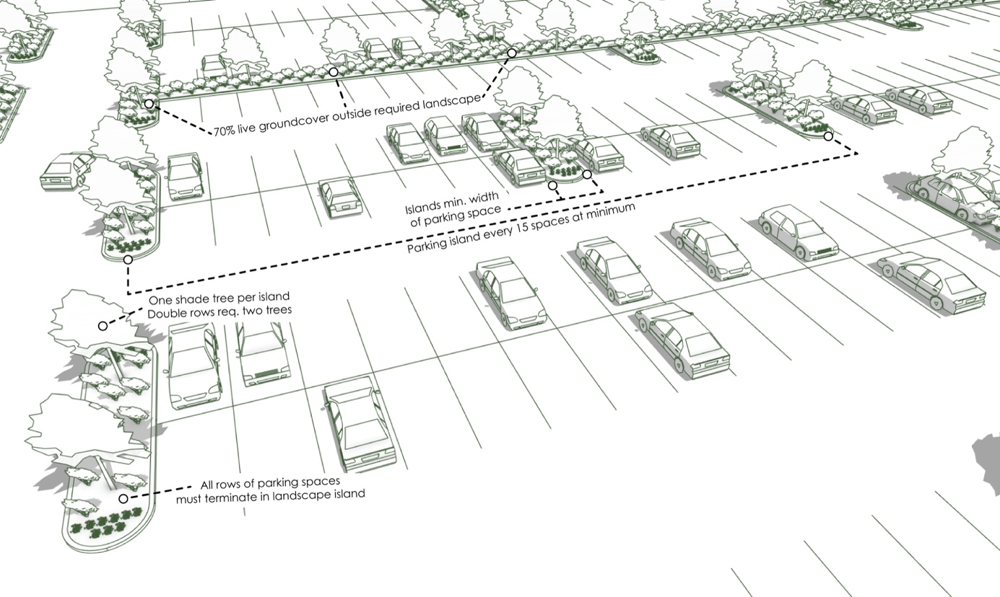 70% live groundcover outside required landscape
Islands min. width
of parking space
Parking island every 15 spaces at minimum
One shade tree per island
Double rows req. two trees
All rows of parking spaces
must terminate in landscape island